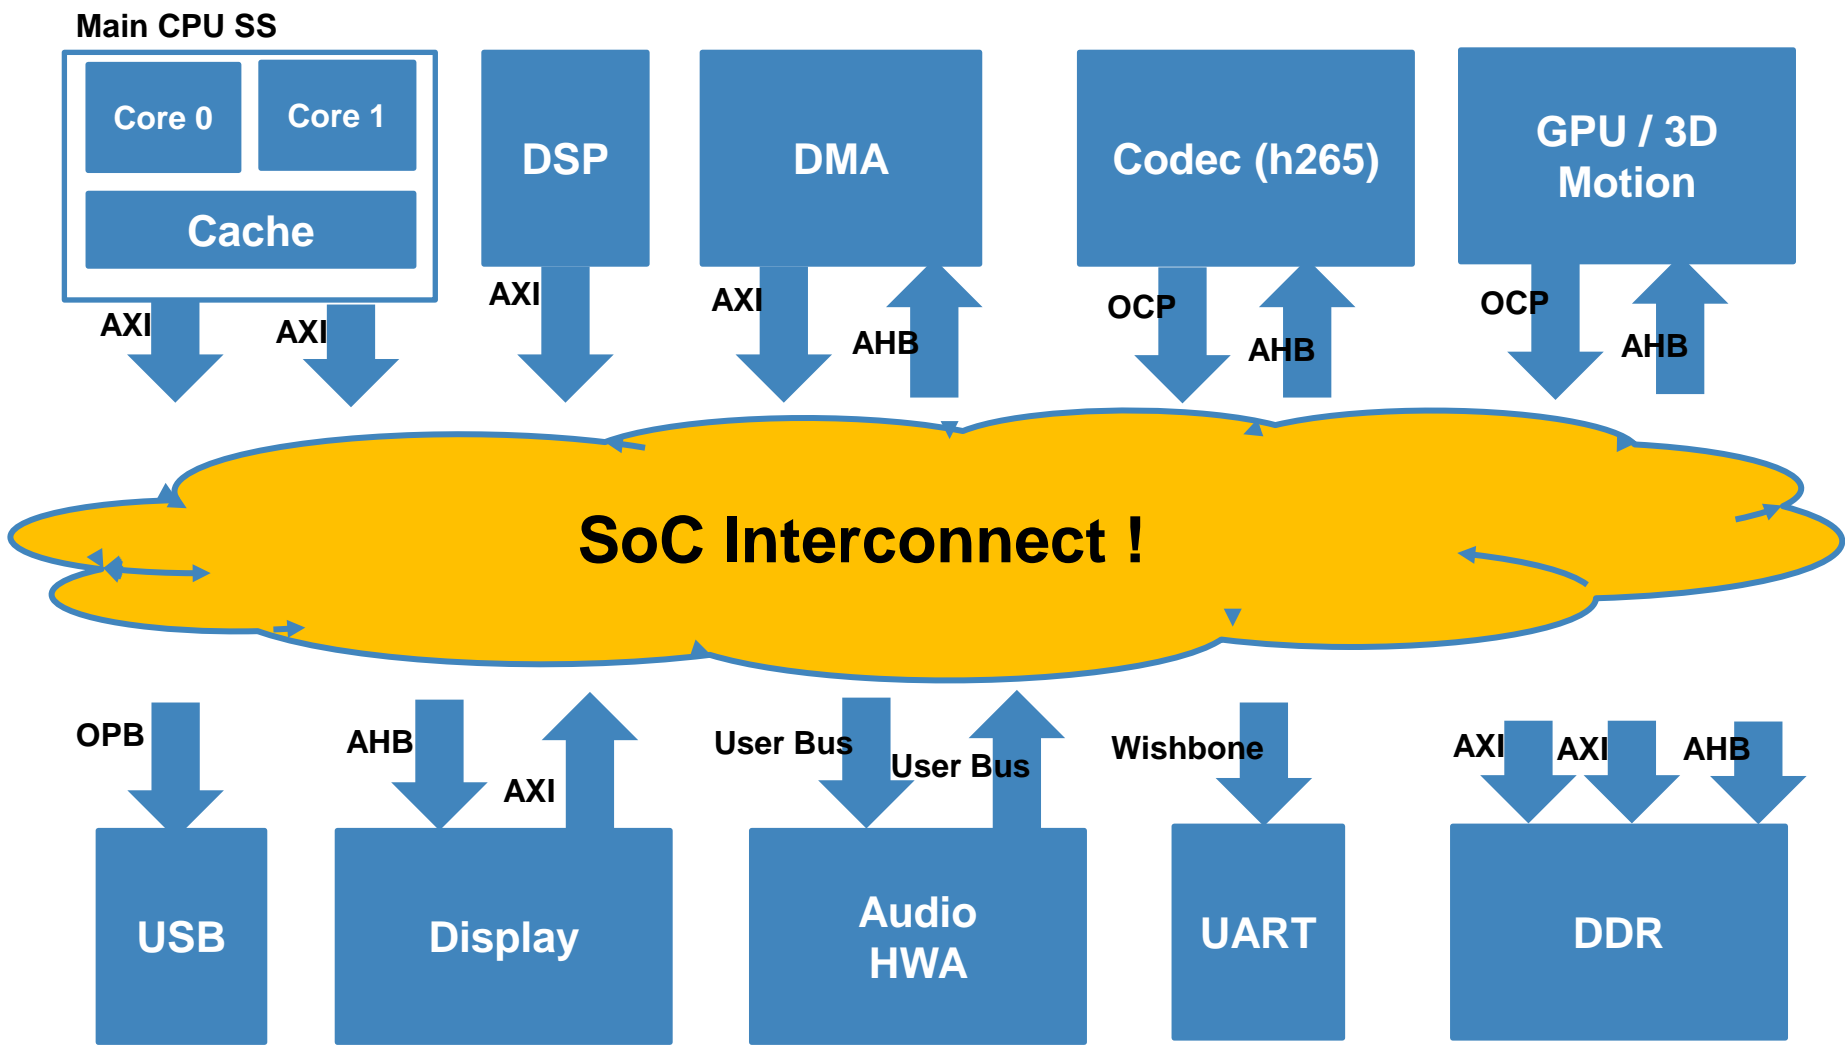 Main CPU SS
Core 0
Core 1
Cache
DSP
DMA
Codec (h265)
GPU / 3D
Motion
AXI
AXI
AXI
AXI
AHB
OCP
AHB
OCP
AHB
SoC Interconnect !
OPB
AHB
AXI
User Bus
User Bus
Wishbone
AXI
AXI
AHB
USB
Display
Audio
HWA
UART
DDR